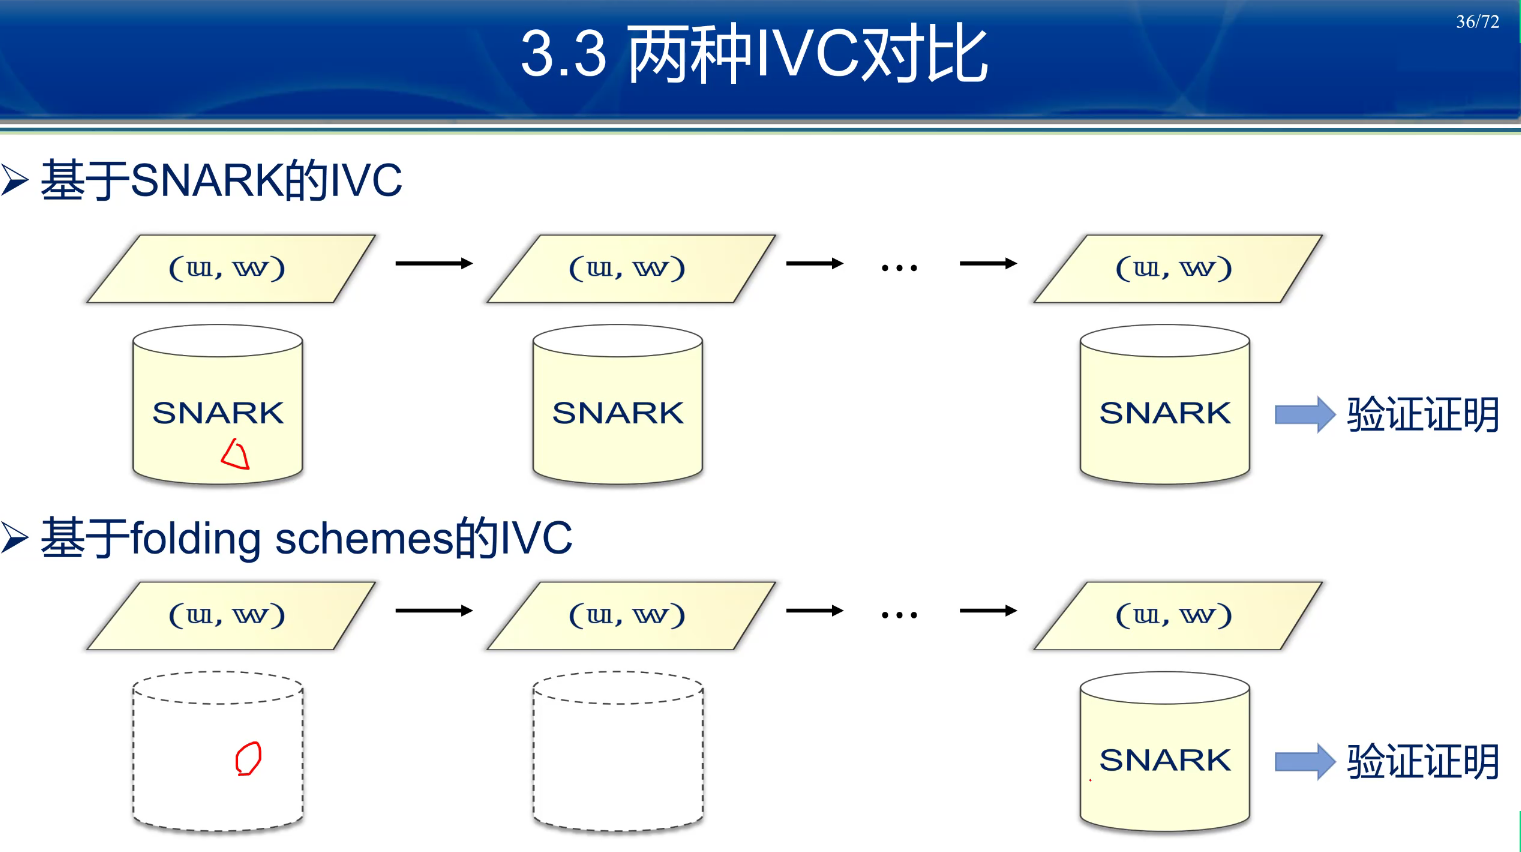 36/72
3.3 两种IVC对比
➢ 基于SNARK的IVC
(𝕦, 𝕨) (𝕦, 𝕨) … (𝕦, 𝕨)
SNARK SNARK SNARK 验证证明
➢ 基于folding schemes的IVC
(𝕦, 𝕨) (𝕦, 𝕨) … (𝕦, 𝕨)
SNARK 验证证明